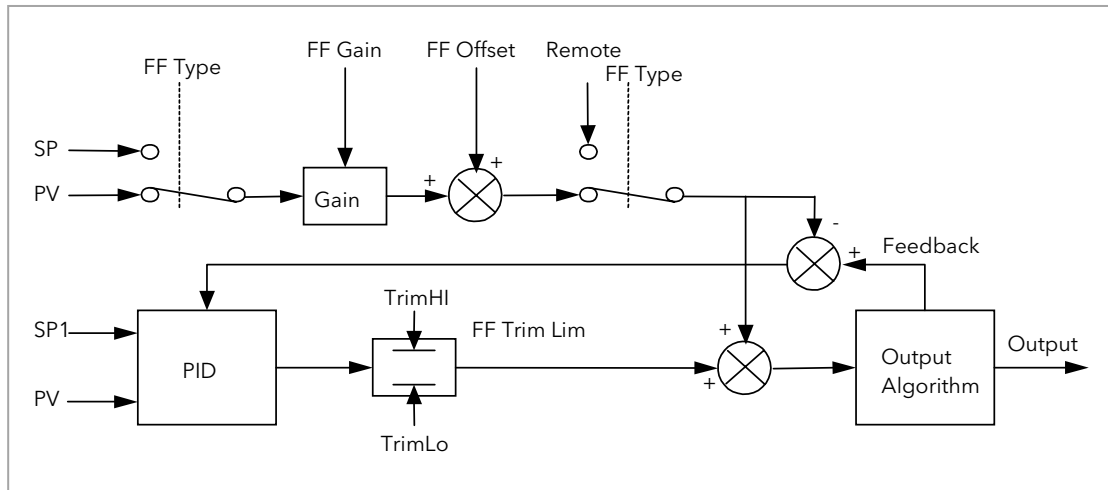 FF Gain
FF Offset
Remote
FF Type
FF Type
SP
PV
Gain
+
+
-
+
Feedback
SP1
PV
PID
TrimHI
TrimLo
FF Trim Lim
+
+
Output
Algorithm
Output